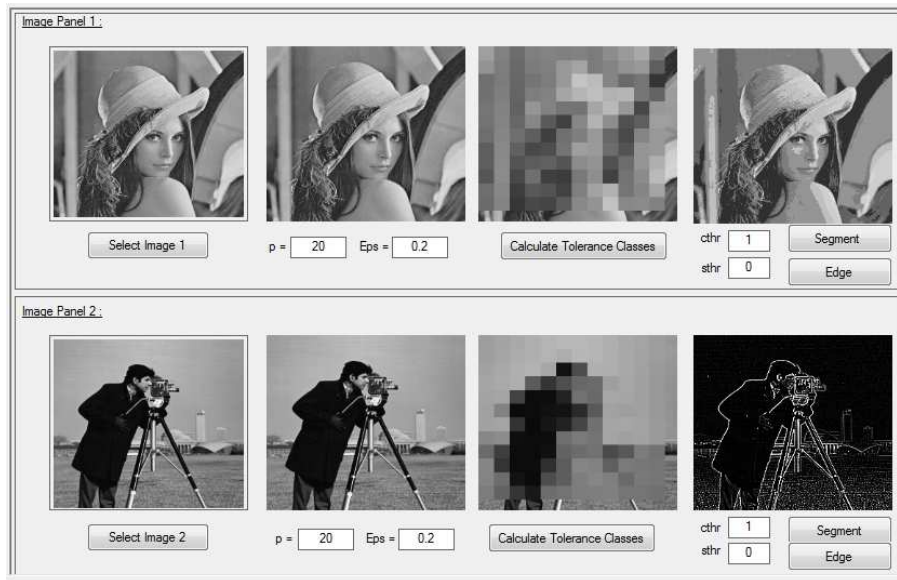 Image Panel 1 :
Select Image 1
p = 20 Eps = 0.2
Calculate Tolerance Classes
cthr 1 Segment
sthr 0 Edge
Image Panel 2 :
Select Image 2
p = 20 Eps = 0.2
Calculate Tolerance Classes
cthr 1 Segment
sthr 0 Edge